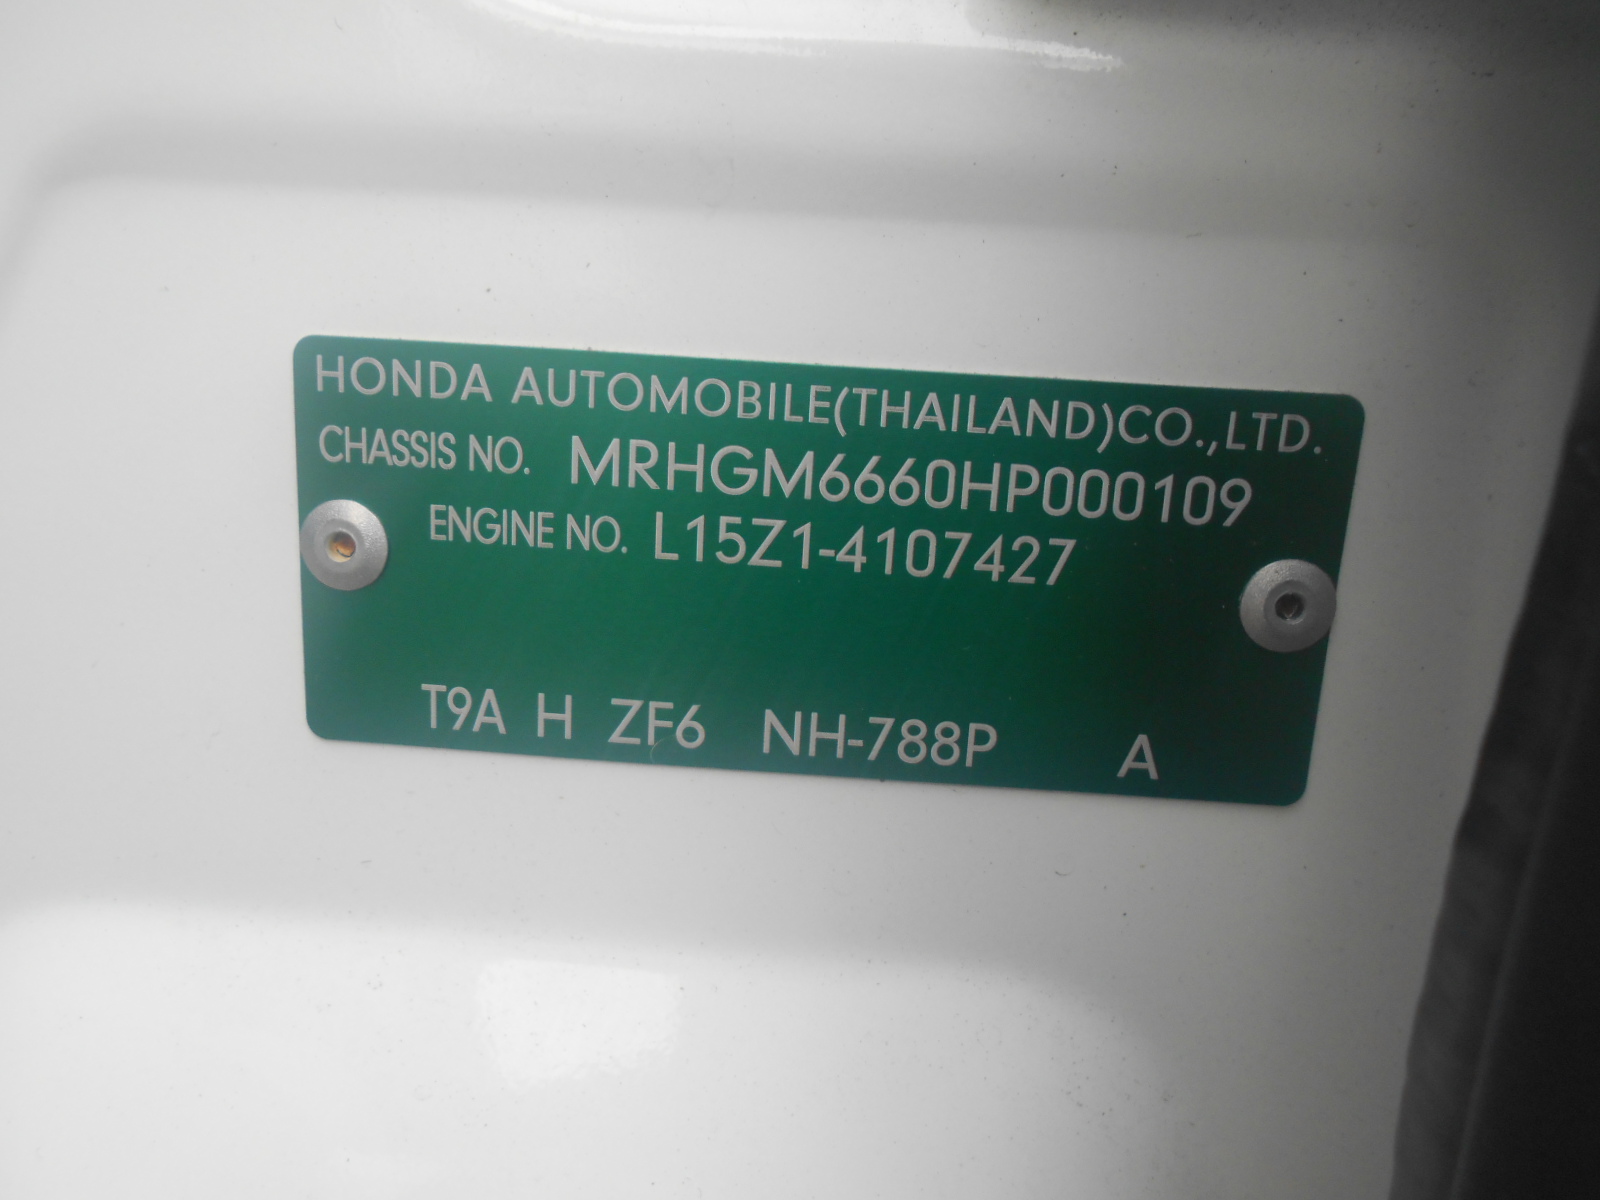 HONDA AUTOMOBILE(THAILAND)CO.,LTD.
CHASSIS NO. MRHGM6660HP000109
ENGINE NO. L15Z1-4107427
T9A H ZF6 NH-788P A